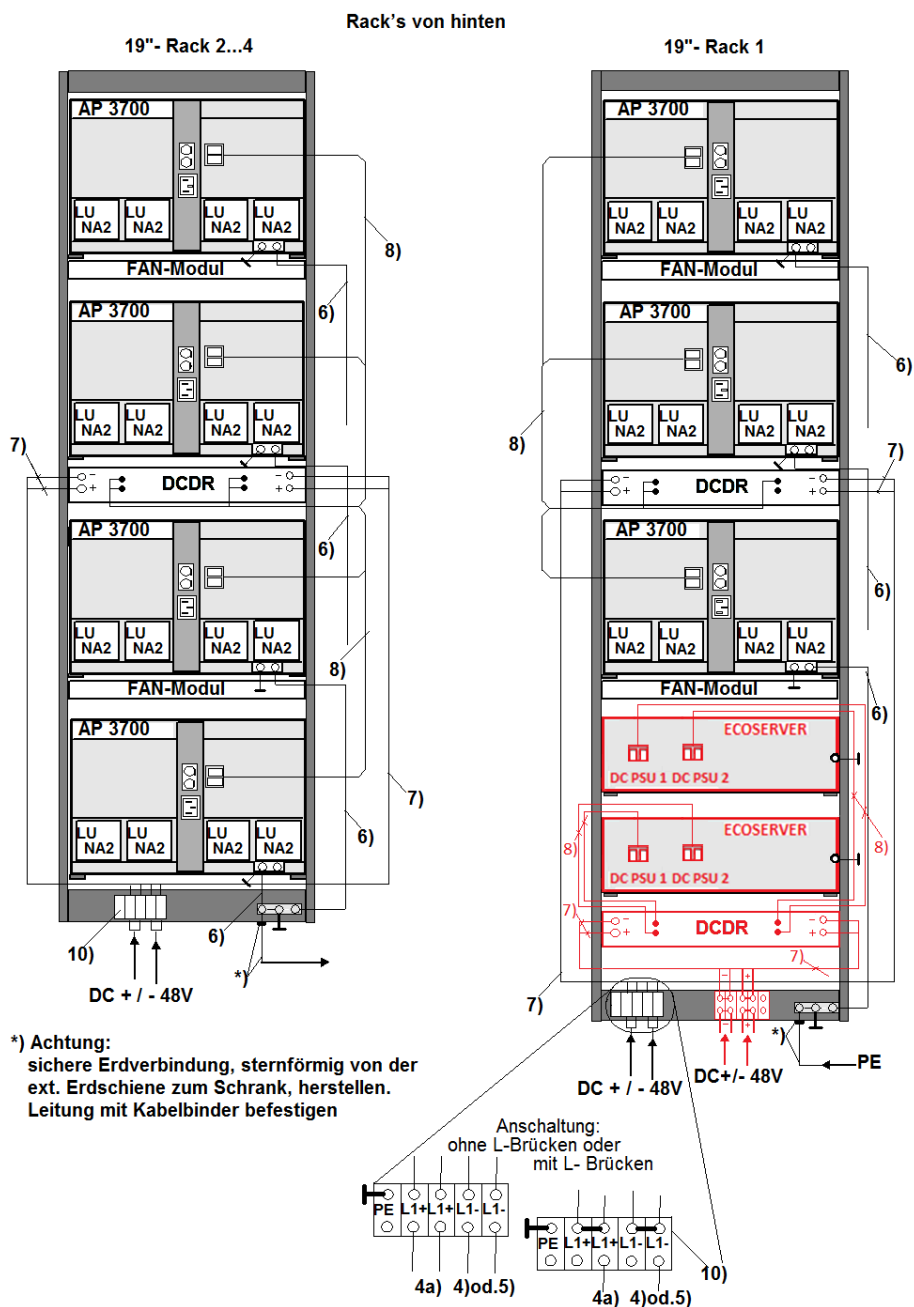 Rack's von hinten
19"- Rack 2...4
19"- Rack 1
AP 3700
LU NA2
LU NA2
LU NA2
LU NA2
FAN-Modul
8)
6)
AP 3700
LU NA2
LU NA2
LU NA2
LU NA2
7)
- +
DCDR
- +
6)
AP 3700
LU NA2
LU NA2
LU NA2
LU NA2
8)
FAN-Modul
AP 3700
LU NA2
LU NA2
LU NA2
LU NA2
7)
6)
10)
6)
*)
DC + / - 48V
AP 3700
LU NA2
LU NA2
LU NA2
LU NA2
FAN-Modul
6)
AP 3700
LU NA2
LU NA2
LU NA2
LU NA2
8)
7)
- +
DCDR
- +
AP 3700
6)
LU NA2
LU NA2
LU NA2
LU NA2
FAN-Modul
6)
ECOSERVER
DC PSU 1 DC PSU 2
8)
8)
ECOSERVER
DC PSU 1 DC PSU 2
7)
- +
DCDR
- +
7)
7)
- +
- +
*)
PE
DC + / - 48V
DC+/- 48V
*) Achtung:
sichere Erdverbindung, sternförmig von der
ext. Erdschiene zum Schrank, herstellen.
Leitung mit Kabelbinder befestigen
Anschaltung:
ohne L-Brücken oder
mit L- Brücken
PE L1+ L1+ L1- L1-
4a) 4)od.5)
PE L1+ L1+ L1- L1-
10)
4a) 4)od.5)